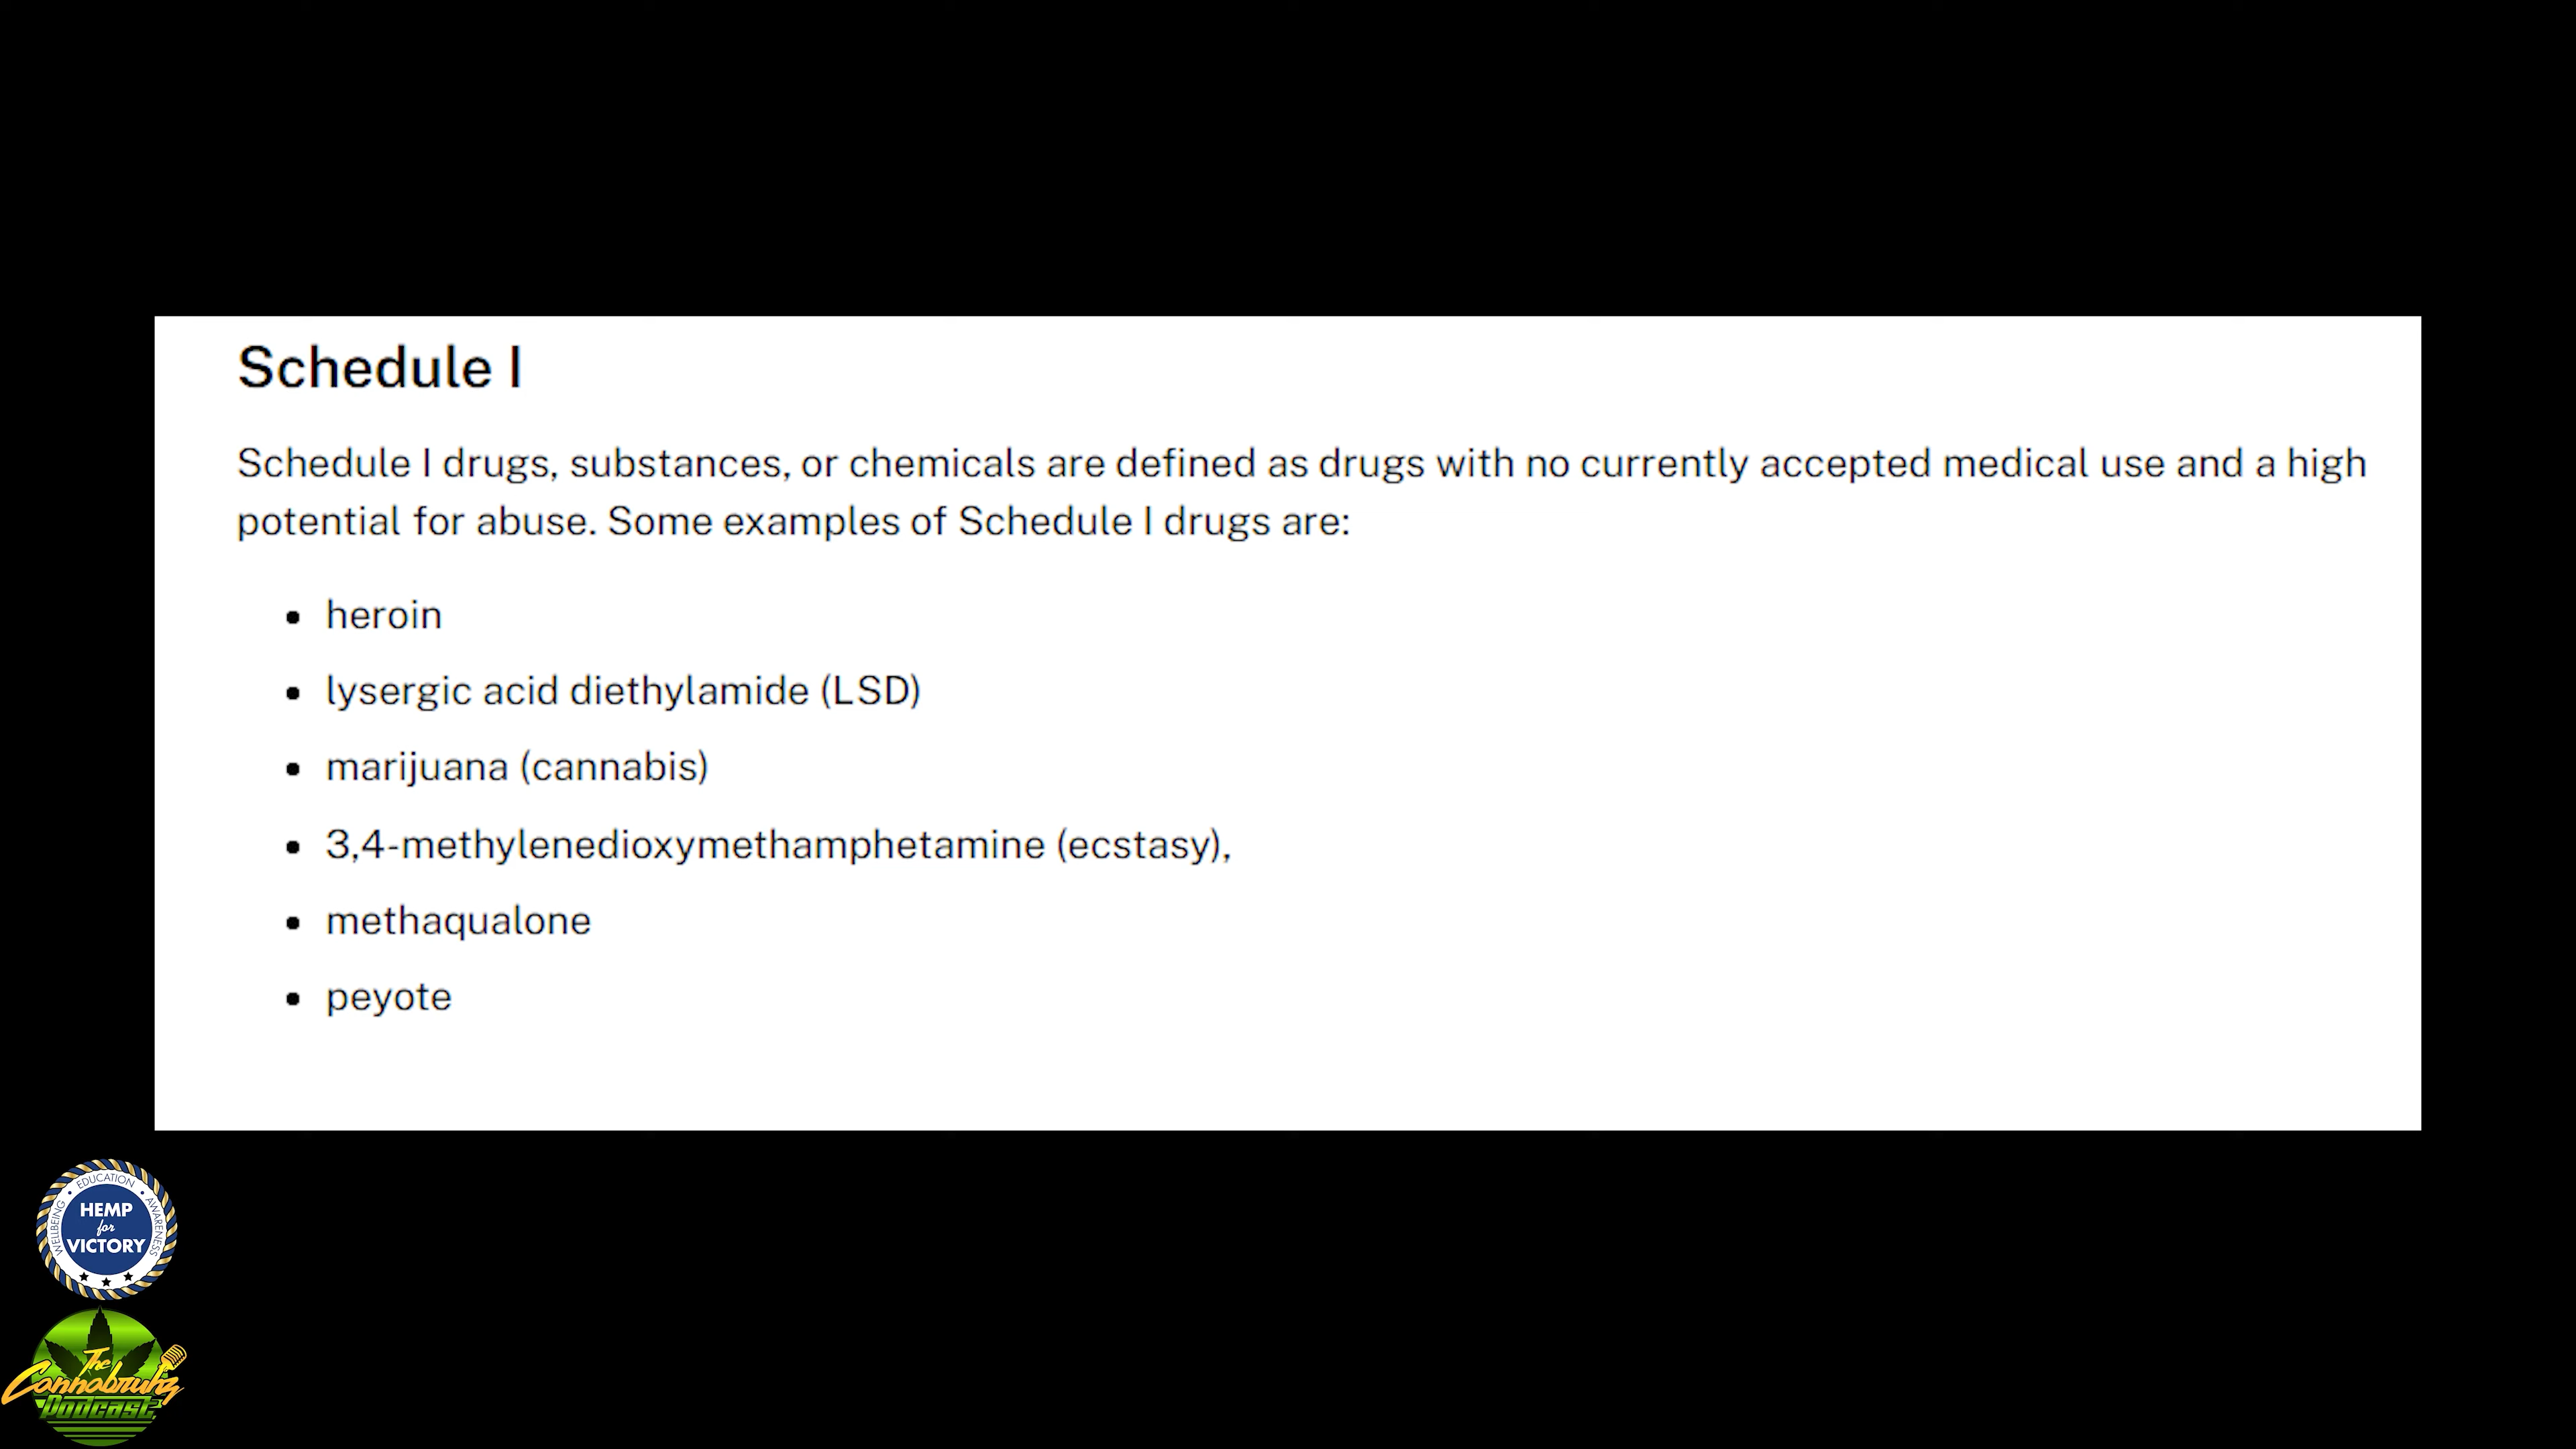 Schedule I
Schedule I drugs, substances, or chemicals are defined as drugs with no currently accepted medical use and a high
potential for abuse. Some examples of Schedule I drugs are:
• heroin
• lysergic acid diethylamide (LSD)
• marijuana (cannabis)
• 3,4-methylenedioxymethamphetamine (ecstasy),
• methaqualone
• peyote
WELLBEING • EDUCATION • AWARENESS
HEMP
for
VICTORY
The
Cannabruhz
Podcast